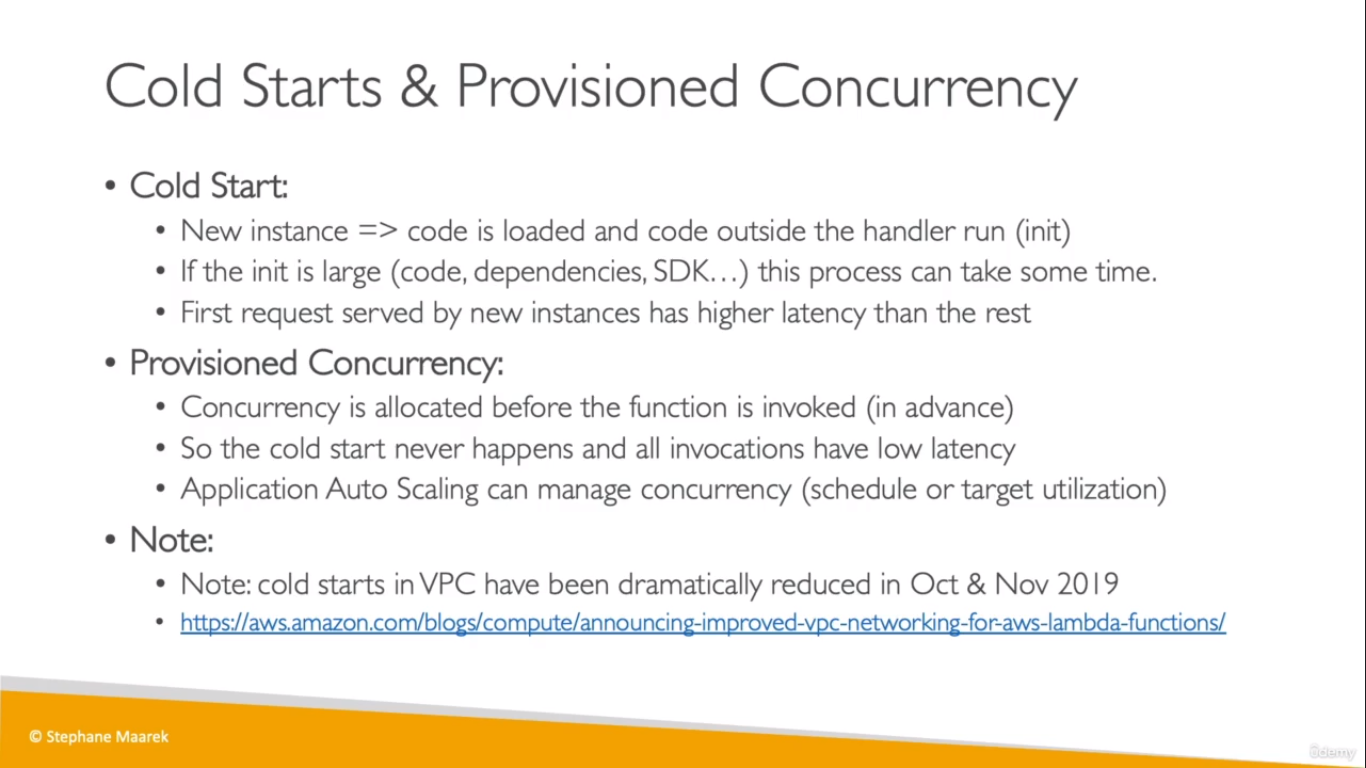 Cold Starts & Provisioned Concurrency
• Cold Start:
• New instance => code is loaded and code outside the handler run (init)
• If the init is large (code, dependencies, SDK…) this process can take some time.
• First request served by new instances has higher latency than the rest
• Provisioned Concurrency:
• Concurrency is allocated before the function is invoked (in advance)
• So the cold start never happens and all invocations have low latency
• Application Auto Scaling can manage concurrency (schedule or target utilization)
• Note:
• Note: cold starts in VPC have been dramatically reduced in Oct & Nov 2019
• https://aws.amazon.com/blogs/compute/announcing-improved-vpc-networking-for-aws-lambda-functions/
© Stephane Maarek
Udemy